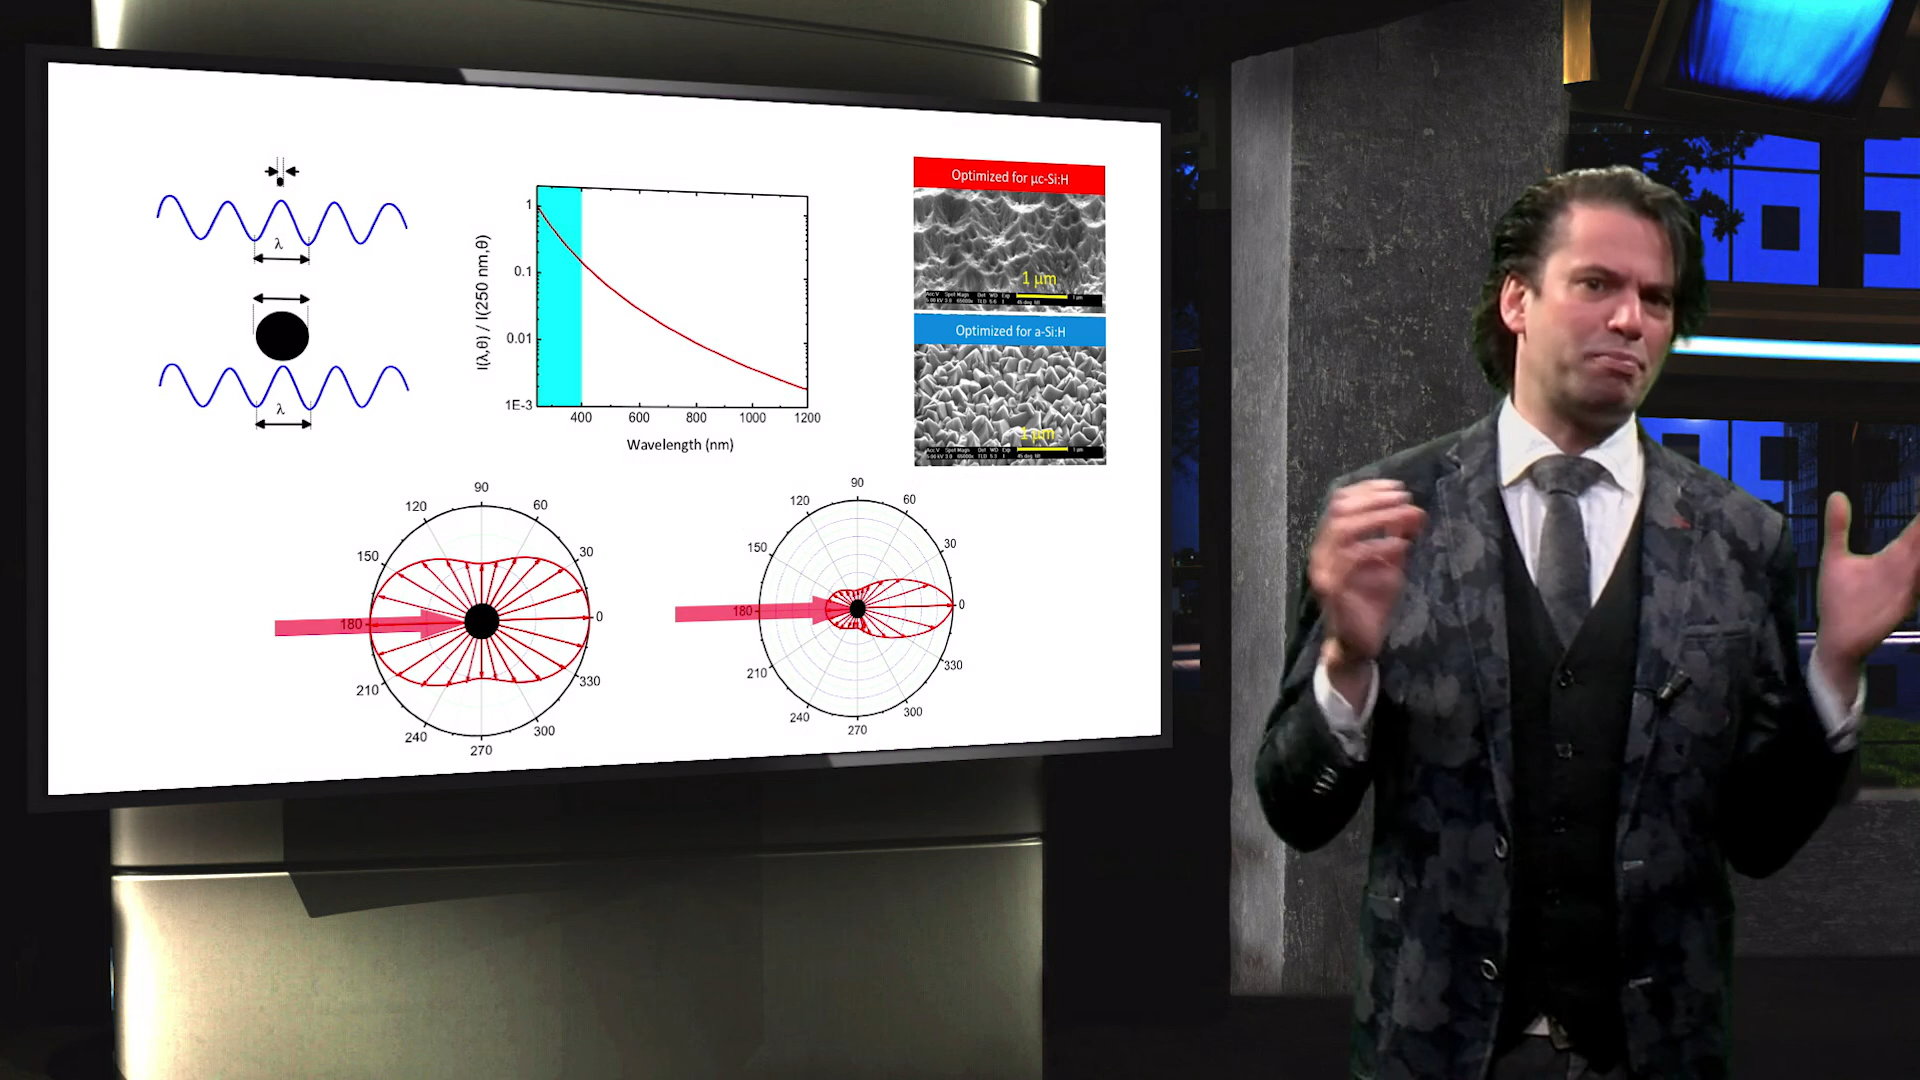 λ
λ
I(λ,θ) / I(250 nm,θ)
1
0.1
0.01
1E-3
400 600 800 1000 1200
Wavelength (nm)
Optimized for µc-Si:H
1 µm
Optimized for a-Si:H
1 µm
90
120 60
150 30
180 0
210 330
240 300
270
90
120 60
150 30
180 0
210 330
240 300
270